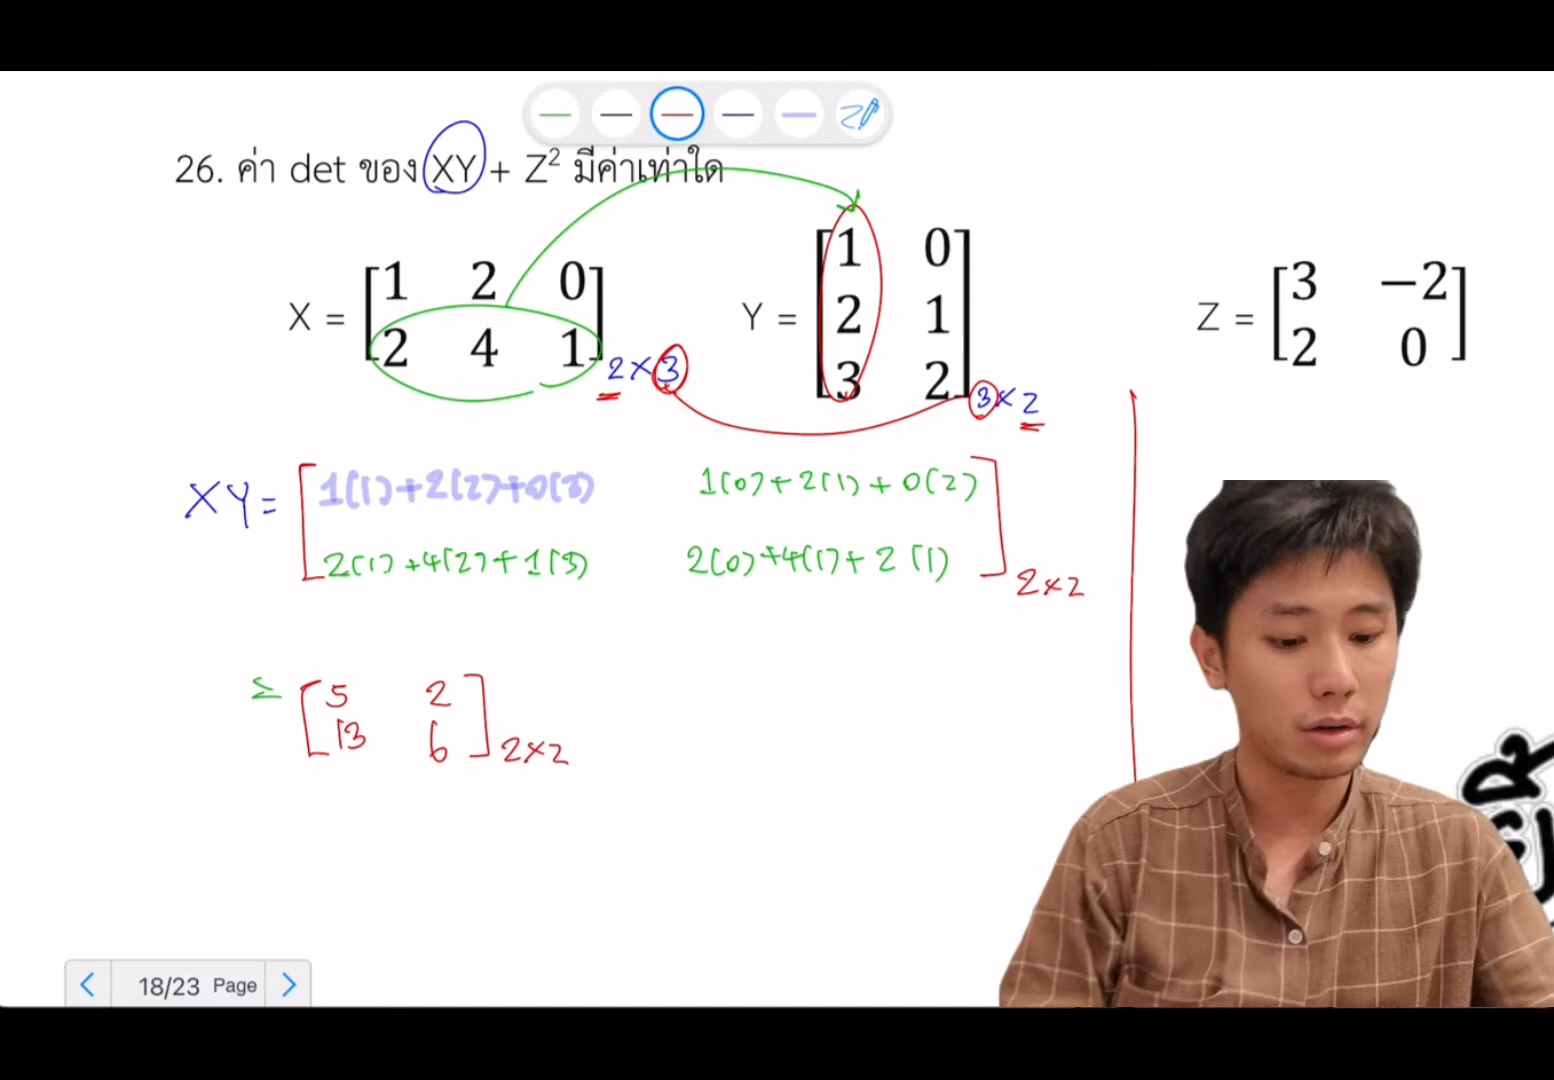 26. ค่า det ของ XY + Z² มีค่าเท่าใด
X = [1 2 0
2 4 1] 2×3
Y = [1 0
2 1
3 2] 3×2
Z = [3 −2
2 0]
XY = [1(1)+2(2)+0(3) 1(0)+2(1)+0(2)
2(1)+4(2)+1(3) 2(0)+4(1)+2(1)] 2×2
= [5 2
13 6] 2×2
18/23 Page